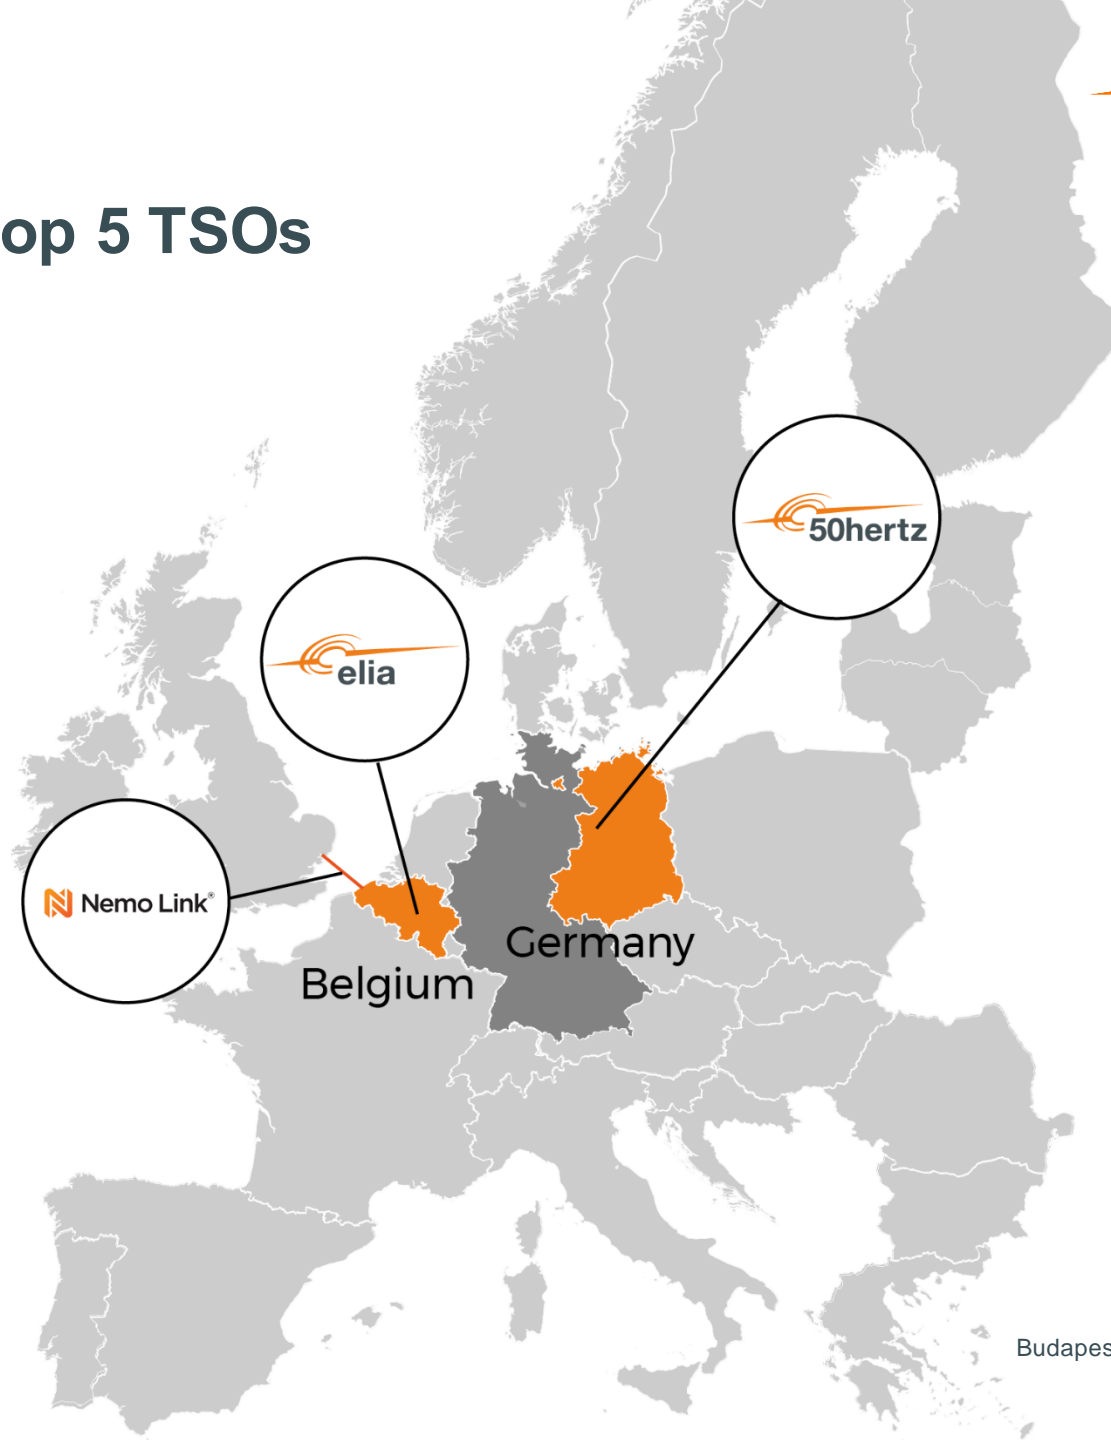 op 5 TSOs
50hertz
elia
Nemo Link®
Germany
Belgium
Budapes